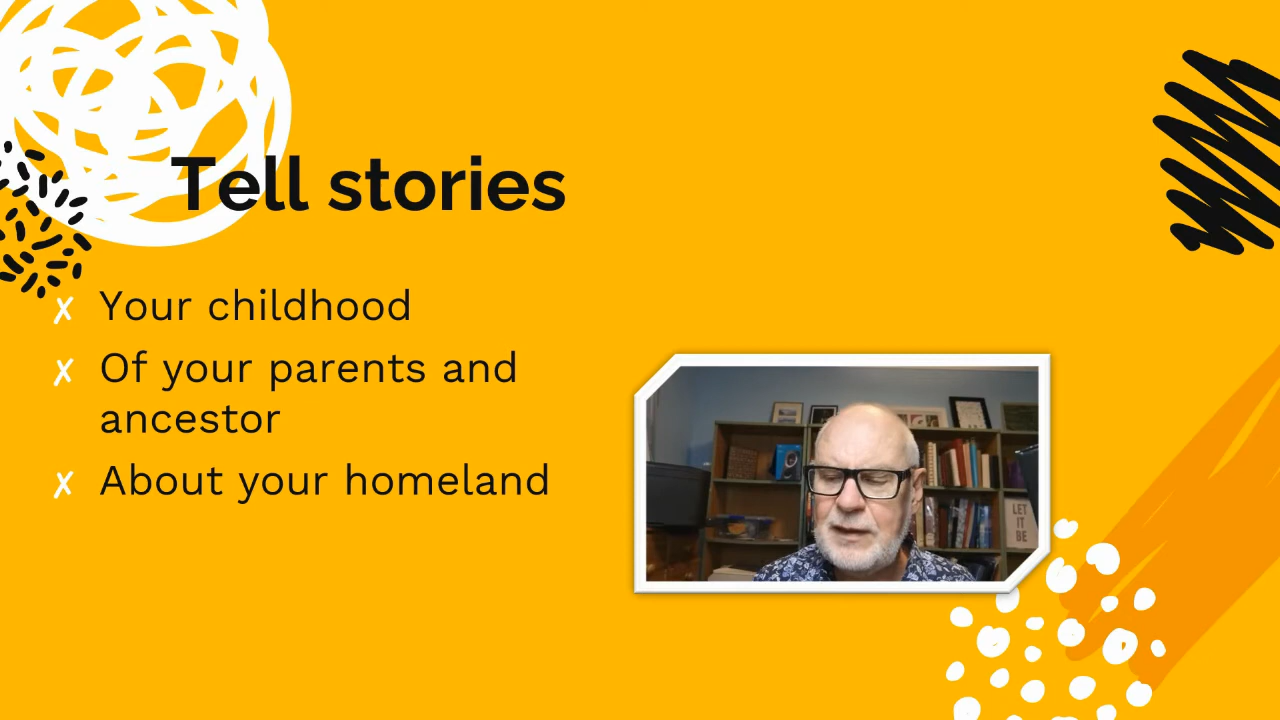 Tell stories
✗ Your childhood
✗ Of your parents and
ancestor
✗ About your homeland
LET
IT
BE